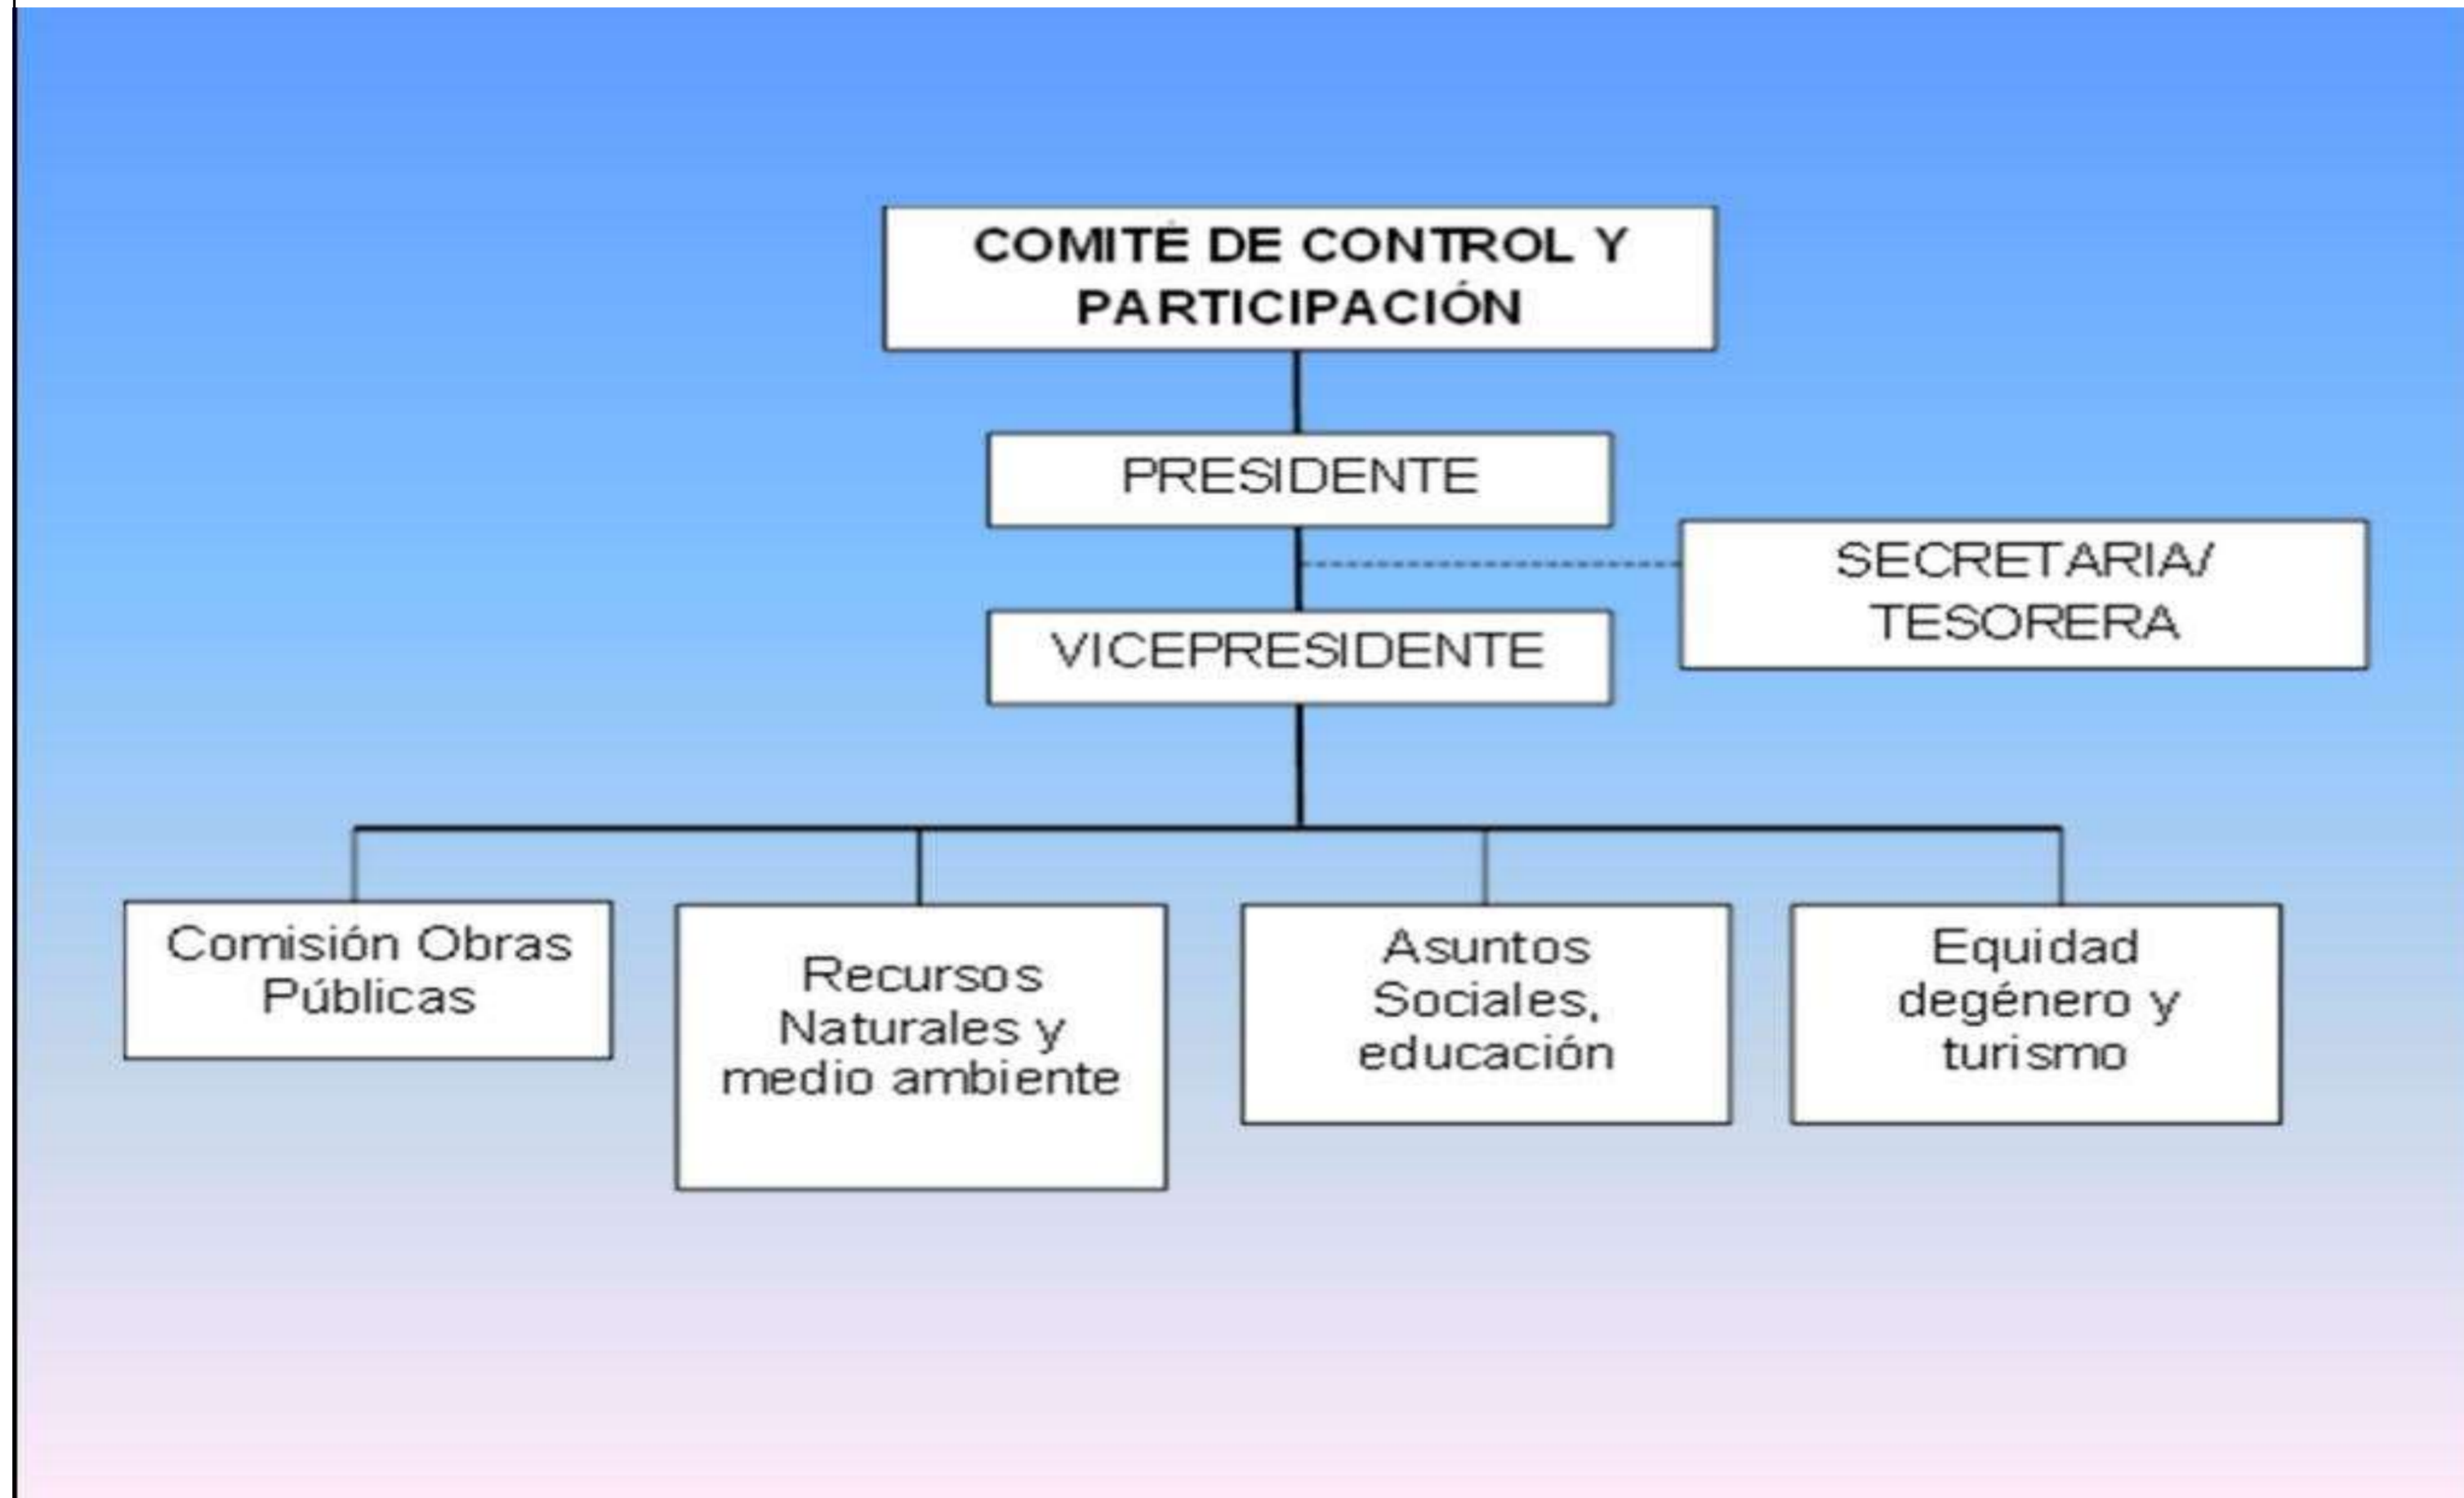 COMITÉ DE CONTROL Y
PARTICIPACIÓN
PRESIDENTE
SECRETARIA/
TESORERA
VICEPRESIDENTE
Comisión Obras
Públicas
Recursos
Naturales y
medio ambiente
Asuntos
Sociales,
educación
Equidad
degénero y
turismo